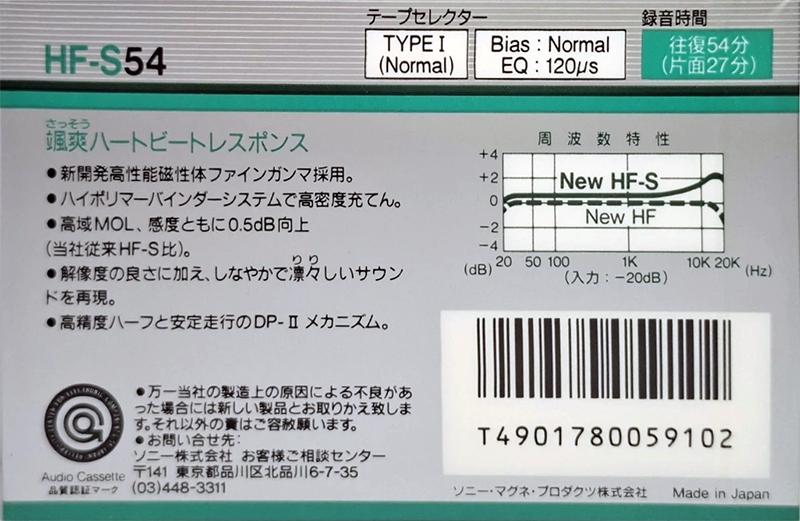 テープセレクター
録音時間
HF-S54
TYPE I
(Normal)
Bias : Normal
EQ : 120μs
往復54分
(片面27分)
さっそう
颯爽ハートビートレスポンス
●新開発高性能磁性体ファインガンマ採用。
●ハイポリマーバインダーシステムで高密度充てん。
●高域MOL、感度ともに0.5dB向上
(当社従来HF-S比)。
りり
●解像度の良さに加え、しなやかで凛々しいサウン
ドを再現。
●高精度ハーフと安定走行のDP-Ⅱ メカニズム。
周波数特性
+4
+2
0
-2
-4
New HF-S
New HF
(dB)
20 50 100 1K 10K 20K (Hz)
(入力:-20dB)
●万一当社の製造上の原因による不良があ
った場合には新しい製品とお取りかえ致しま
す。それ以外の責はご容赦願います。
●お問い合せ先:
ソニー株式会社 お客様ご相談センター
〒141 東京都品川区北品川6-7-35
(03)448-3311
Audio Cassette
品質認証マーク
T4901780059102
ソニー・マグネ・プロダクツ株式会社 Made in Japan